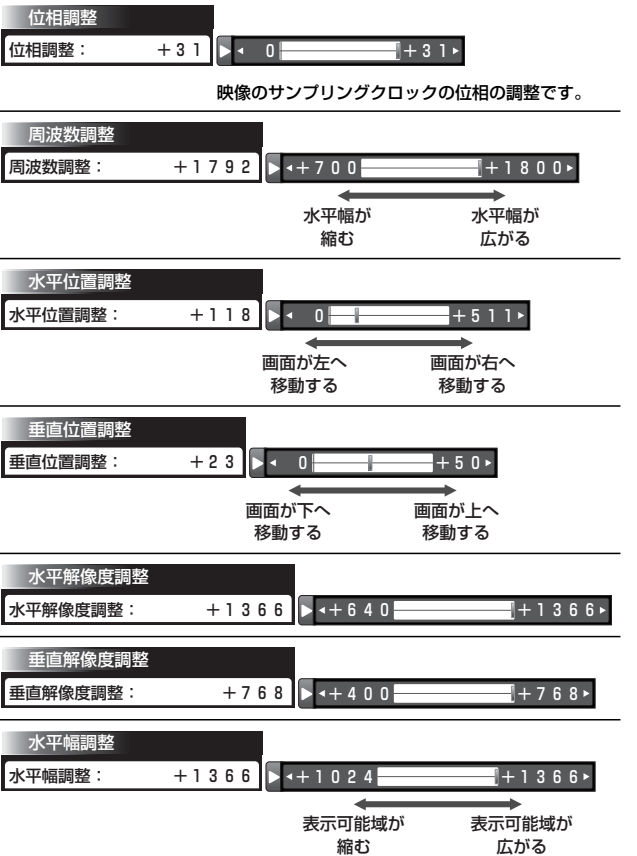 位相調整
位相調整： ＋31 0 ＋31
映像のサンプリングクロックの位相の調整です。
周波数調整
周波数調整： ＋1792 ＋700 ＋1800
水平幅が 水平幅が
縮む 広がる
水平位置調整
水平位置調整： ＋118 0 ＋511
画面が左へ 画面が右へ
移動する 移動する
垂直位置調整
垂直位置調整： ＋23 0 ＋50
画面が下へ 画面が上へ
移動する 移動する
水平解像度調整
水平解像度調整： ＋1366 ＋640 ＋1366
垂直解像度調整
垂直解像度調整： ＋768 ＋400 ＋768
水平幅調整
水平幅調整： ＋1366 ＋1024 ＋1366
表示可能域が 表示可能域が
縮む 広がる